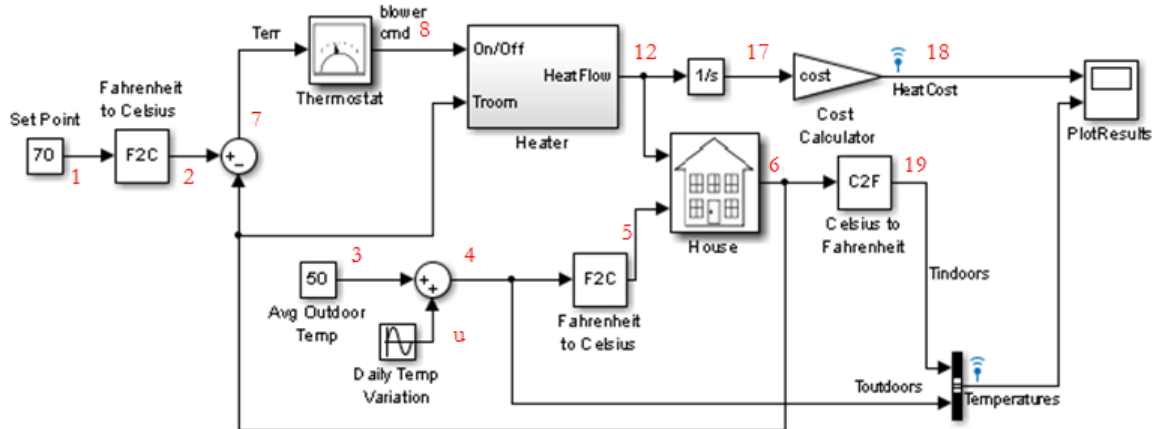 blower
cmd
8
Terr
Thermostat
On/Off
HeatFlow
Troom
Heater
12
1/s
17
cost
Cost
Calculator
18
HeatCost
PlotResults
Fahrenheit
to Celsius
Set Point
70
1
F2C
2
7
+
−
House
6
C2F
19
Celsius to
Fahrenheit
3
50
Avg Outdoor
Temp
+
+
4
u
Daily Temp
Variation
5
F2C
Fahrenheit
to Celsius
Tindoors
Toutdoors
Temperatures